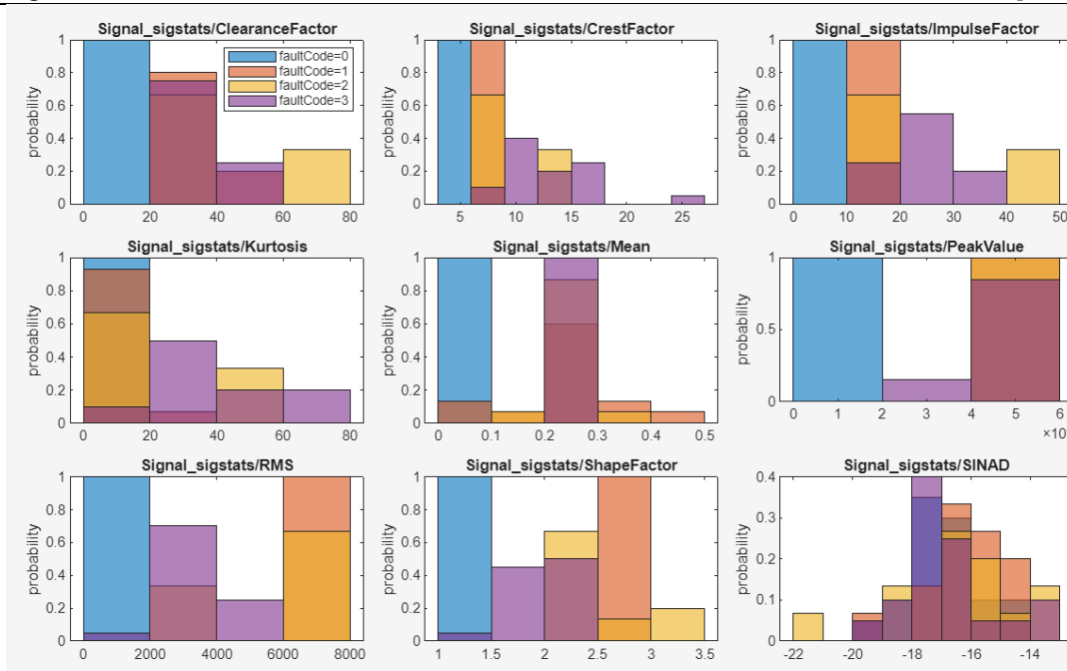 Signal_sigstats/ClearanceFactor
Signal_sigstats/CrestFactor
Signal_sigstats/ImpulseFactor
faultCode=0
faultCode=1
faultCode=2
faultCode=3
probability
1
0.8
0.6
0.4
0.2
0
0 20 40 60 80
probability
1
0.8
0.6
0.4
0.2
0
5 10 15 20 25
probability
1
0.8
0.6
0.4
0.2
0
0 10 20 30 40 50
Signal_sigstats/Kurtosis
Signal_sigstats/Mean
Signal_sigstats/PeakValue
probability
1
0.8
0.6
0.4
0.2
0
0 20 40 60 80
probability
1
0.8
0.6
0.4
0.2
0
0 0.1 0.2 0.3 0.4 0.5
probability
1
0.5
0
0 1 2 3 4 5 6
×10
Signal_sigstats/RMS
Signal_sigstats/ShapeFactor
Signal_sigstats/SINAD
probability
1
0.8
0.6
0.4
0.2
0
0 2000 4000 6000 8000
probability
1
0.8
0.6
0.4
0.2
0
1 1.5 2 2.5 3 3.5
probability
0.4
0.3
0.2
0.1
0
-22 -20 -18 -16 -14